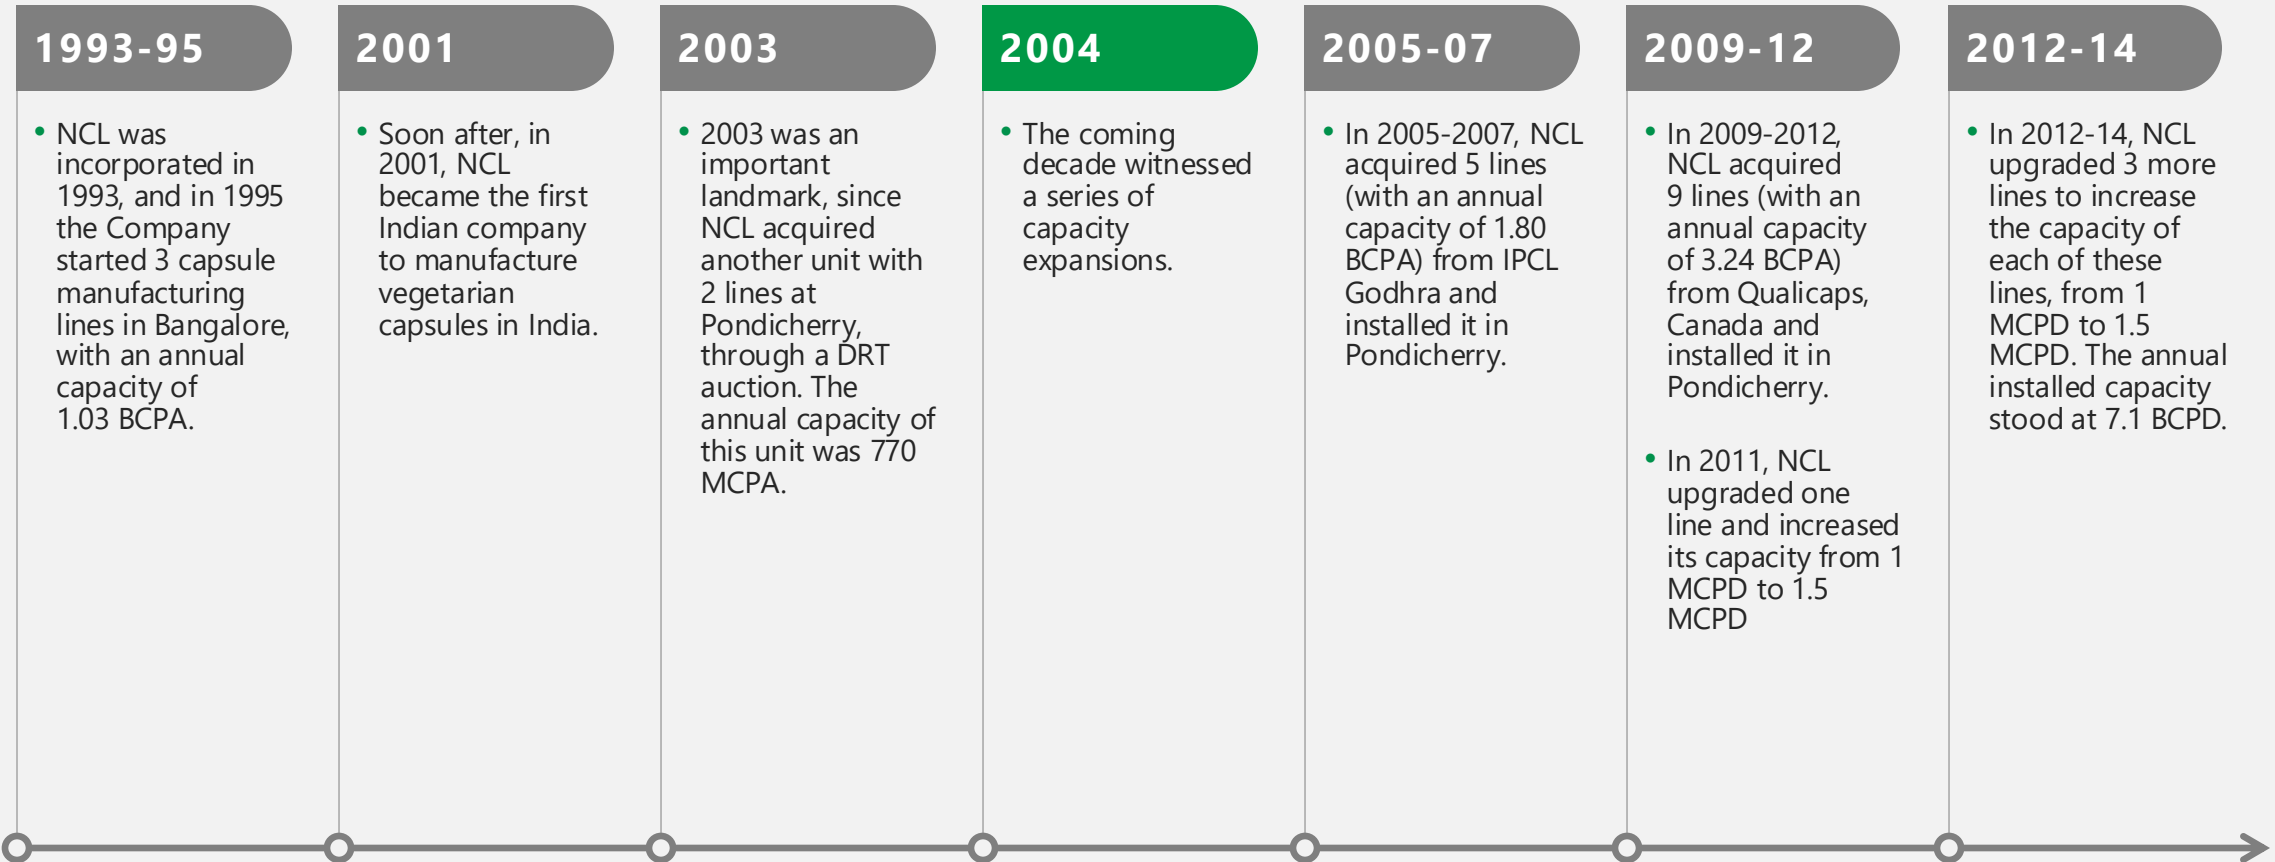 1993-95
• NCL was
incorporated in
1993, and in 1995
the Company
started 3 capsule
manufacturing
lines in Bangalore,
with an annual
capacity of
1.03 BCPA.
2001
• Soon after, in
2001, NCL
became the first
Indian company
to manufacture
vegetarian
capsules in India.
2003
• 2003 was an
important
landmark, since
NCL acquired
another unit with
2 lines at
Pondicherry,
through a DRT
auction. The
annual capacity of
this unit was 770
MCPA.
2004
• The coming
decade witnessed
a series of
capacity
expansions.
2005-07
• In 2005-2007, NCL
acquired 5 lines
(with an annual
capacity of 1.80
BCPA) from IPCL
Godhra and
installed it in
Pondicherry.
2009-12
• In 2009-2012,
NCL acquired
9 lines (with an
annual capacity
of 3.24 BCPA)
from Qualicaps,
Canada and
installed it in
Pondicherry.
• In 2011, NCL
upgraded one
line and increased
its capacity from 1
MCPD to 1.5
MCPD
2012-14
• In 2012-14, NCL
upgraded 3 more
lines to increase
the capacity of
each of these
lines, from 1
MCPD to 1.5
MCPD. The annual
installed capacity
stood at 7.1 BCPD.